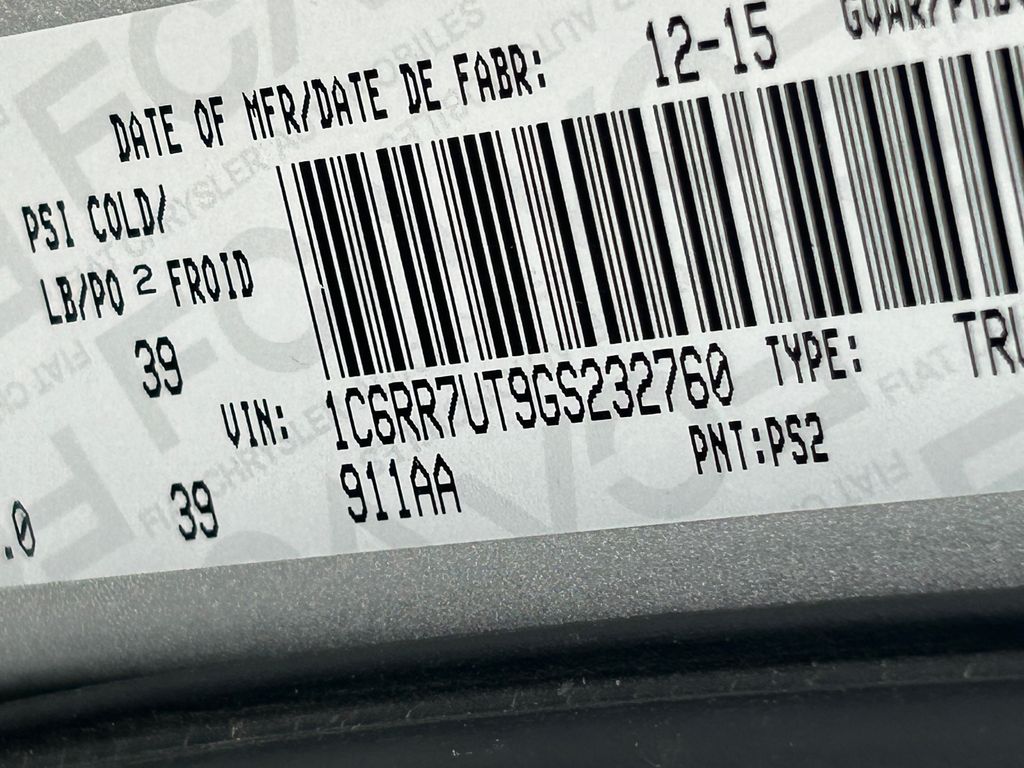 DATE OF MFR/DATE DE FABR: 12-15
PSI COLD/
LB/PO 2 FROID
39
VIN: 1C6RR7UT9GS232760 TYPE:
.0 39 911AA PNT:PS2